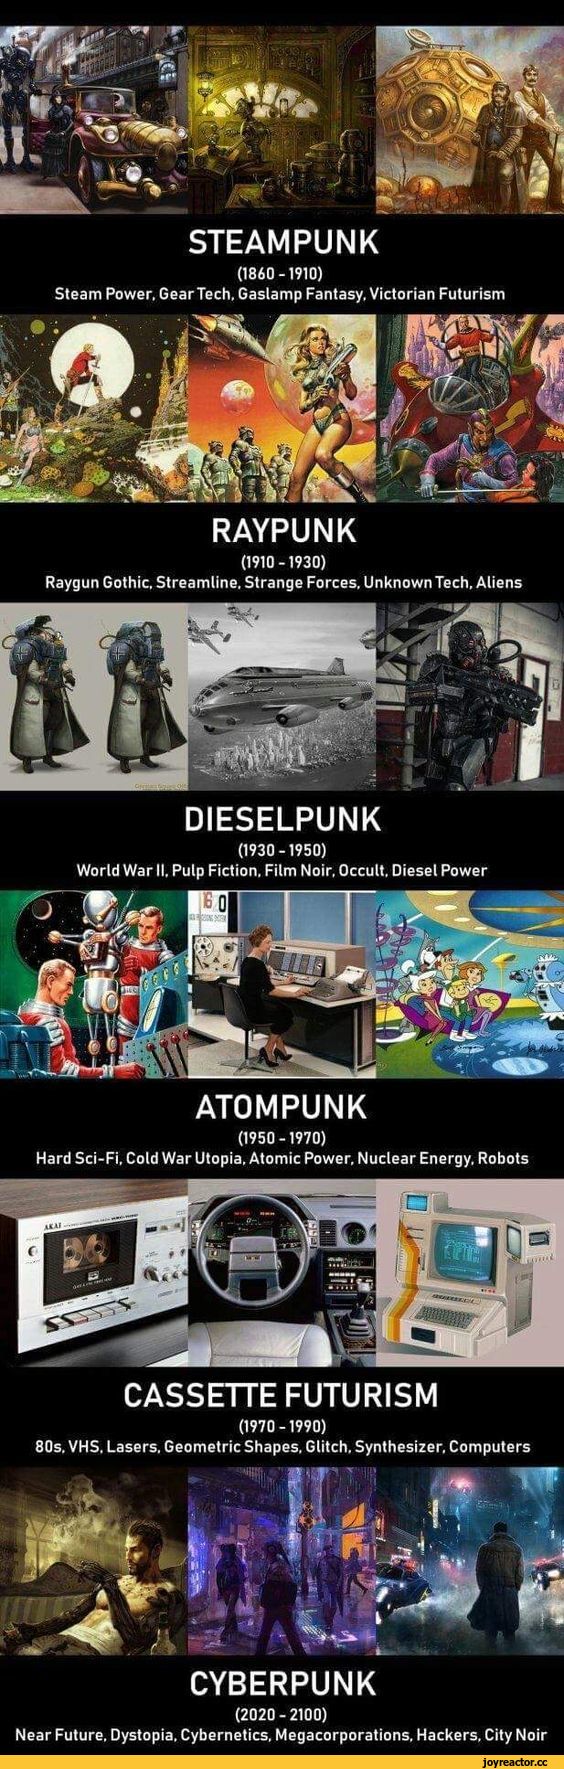 STEAMPUNK
(1860 - 1910)
Steam Power, Gear Tech, Gaslamp Fantasy, Victorian Futurism
RAYPUNK
(1910 - 1930)
Raygun Gothic, Streamline, Strange Forces, Unknown Tech, Aliens
DIESELPUNK
(1930 - 1950)
World War II, Pulp Fiction, Film Noir, Occult, Diesel Power
ATOMPUNK
(1950 - 1970)
Hard Sci-Fi, Cold War Utopia, Atomic Power, Nuclear Energy, Robots
AKAI
CASSETTE FUTURISM
(1970 - 1990)
80s, VHS, Lasers, Geometric Shapes, Glitch, Synthesizer, Computers
CYBERPUNK
(2020 - 2100)
Near Future, Dystopia, Cybernetics, Megacorporations, Hackers, City Noir
joyreactor.cc